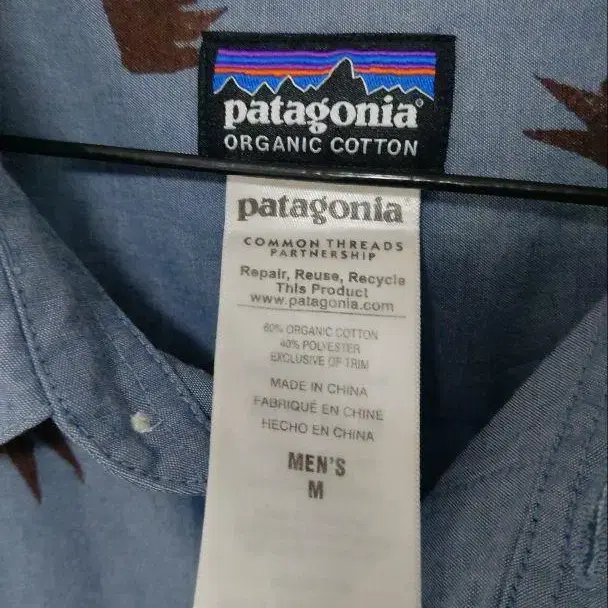 patagonia®
ORGANIC COTTON
patagonia®
COMMON THREADS
PARTNERSHIP
Repair, Reuse, Recycle
This Product
www.patagonia.com
60% ORGANIC COTTON
40% POLYESTER
EXCLUSIVE OF TRIM
MADE IN CHINA
FABRIQUÉ EN CHINE
HECHO EN CHINA
MEN'S
M